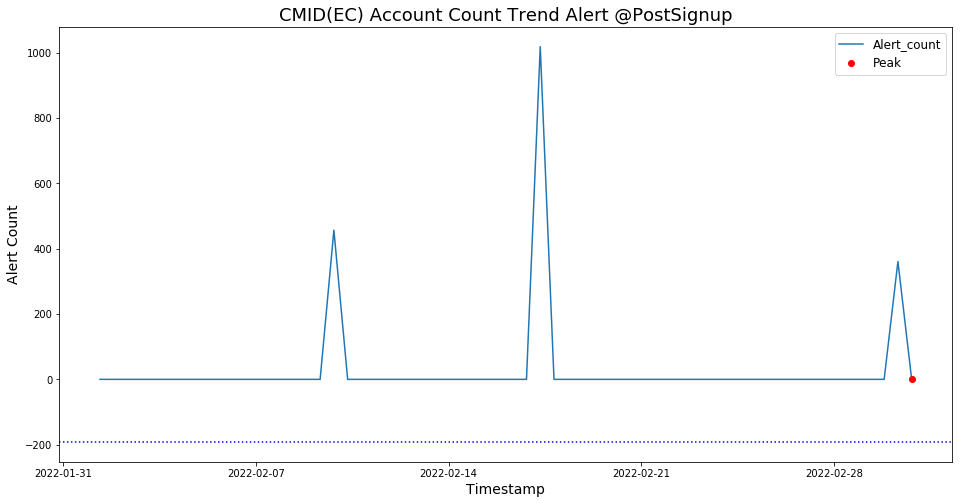 CMID(EC) Account Count Trend Alert @PostSignup
Alert_count
Peak
1000
800
600
400
200
0
−200
Alert Count
2022-01-31
2022-02-07
2022-02-14
2022-02-21
2022-02-28
Timestamp